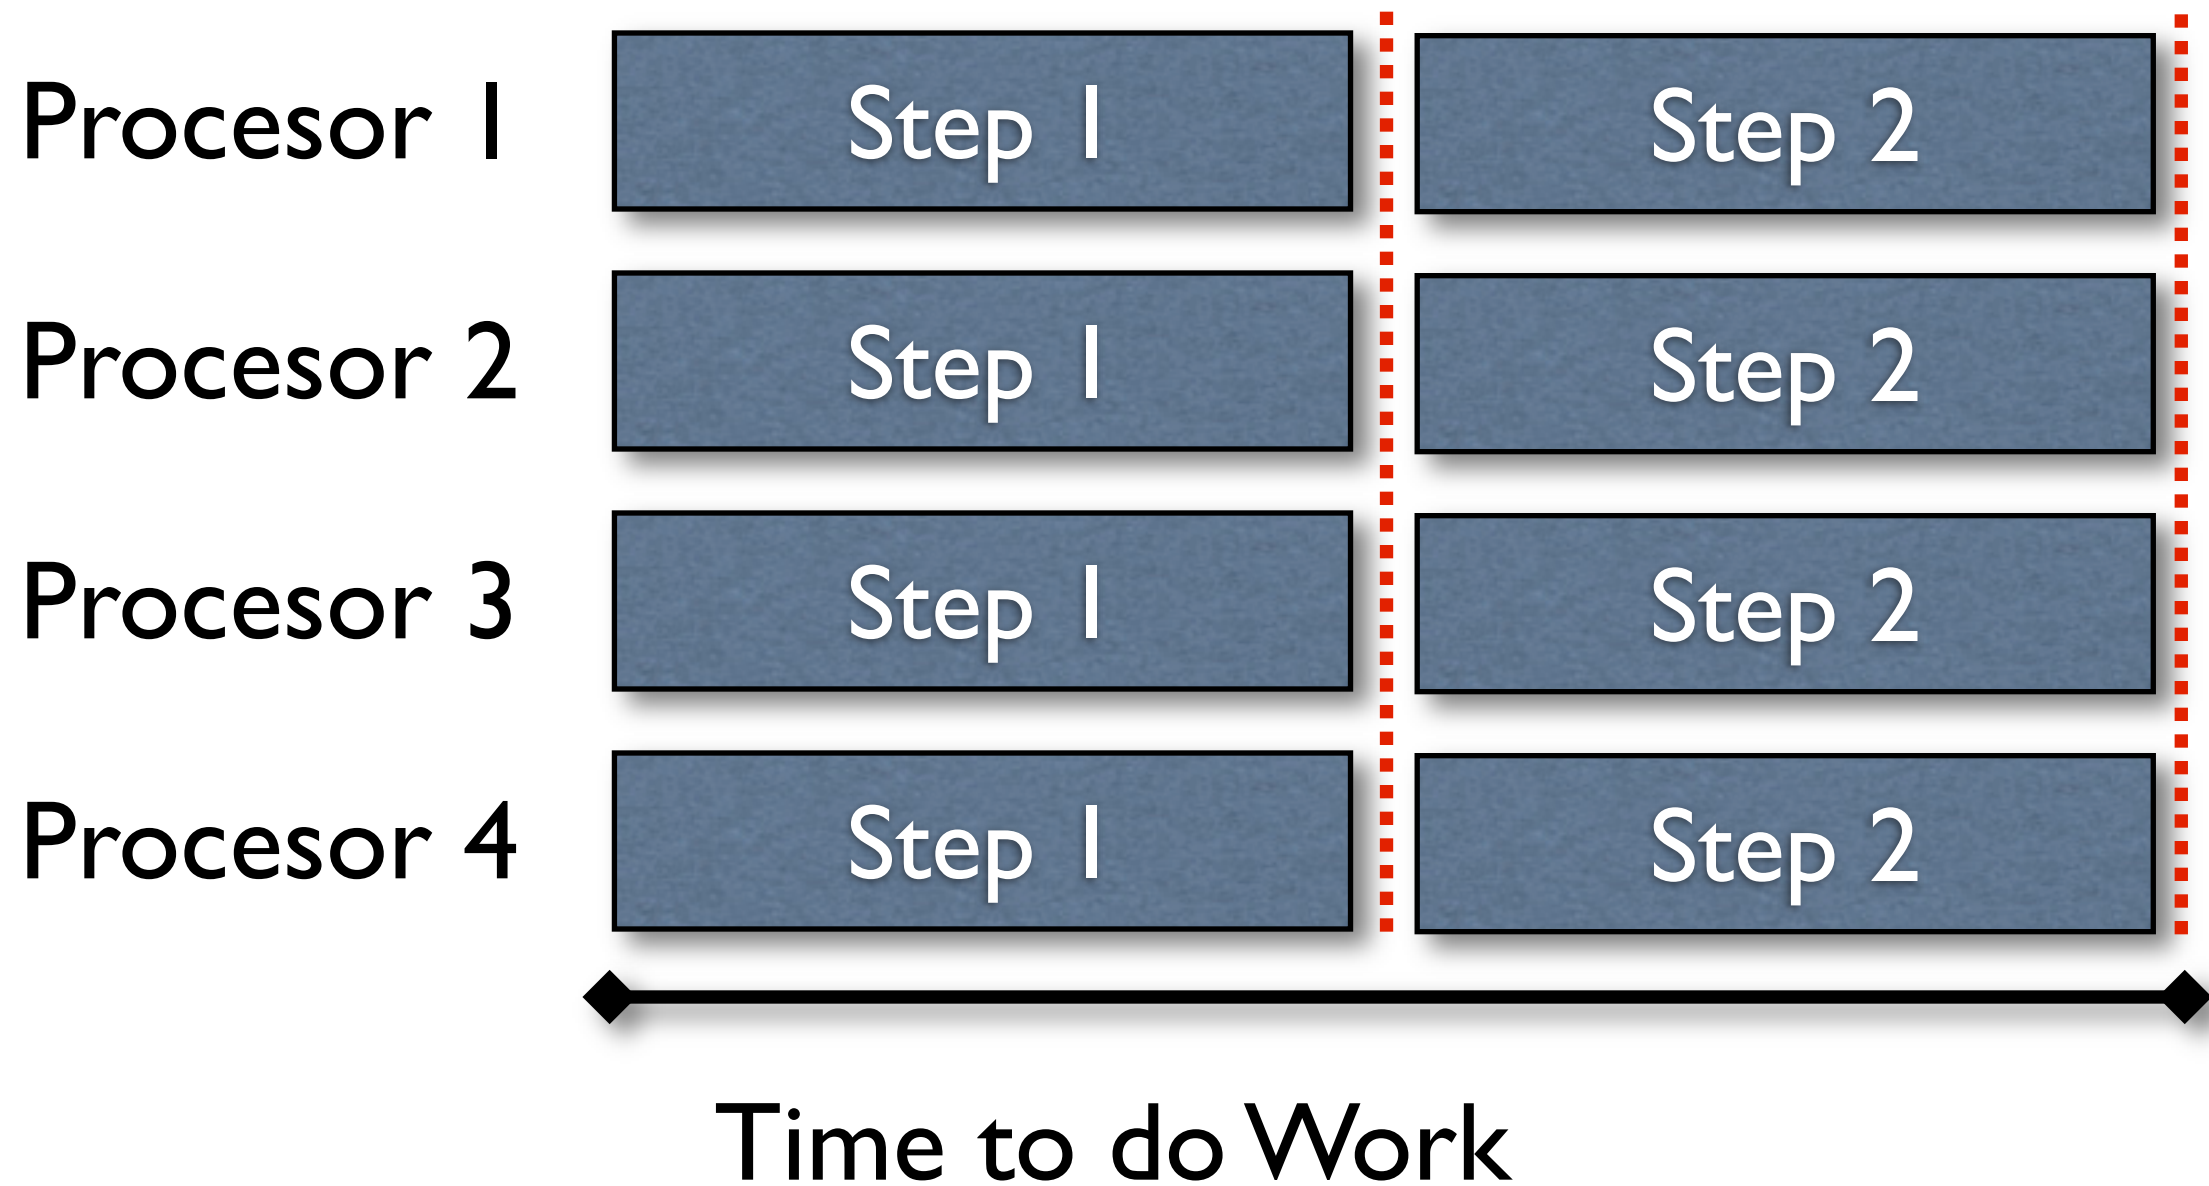 Procesor 1 Step 1 Step 2
Procesor 2 Step 1 Step 2
Procesor 3 Step 1 Step 2
Procesor 4 Step 1 Step 2
Time to do Work